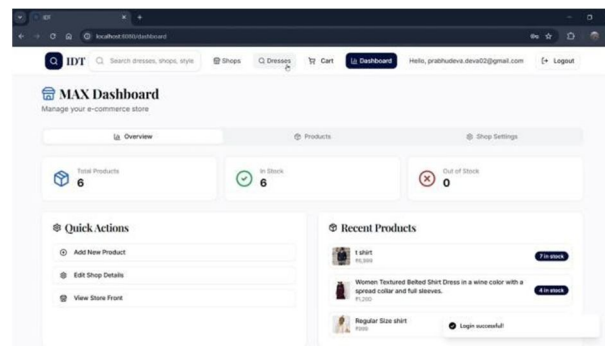 IDT
localhost:8080/dashboard
IDT
Search dresses, shops, style
Shops
Dresses
Cart
Dashboard
Hello, prabhudeva.deva02@gmail.com
Logout
MAX Dashboard
Manage your e-commerce store
Overview
Products
Shop Settings
Total Products
6
In Stock
6
Out of Stock
0
Quick Actions
Add New Product
Edit Shop Details
View Store Front
Recent Products
t shirt
7 in stock
Women Textured Belted Shirt Dress in a wine color with a
spread collar and full sleeves.
₹1,200
4 in stock
Regular Size shirt
Login successful!